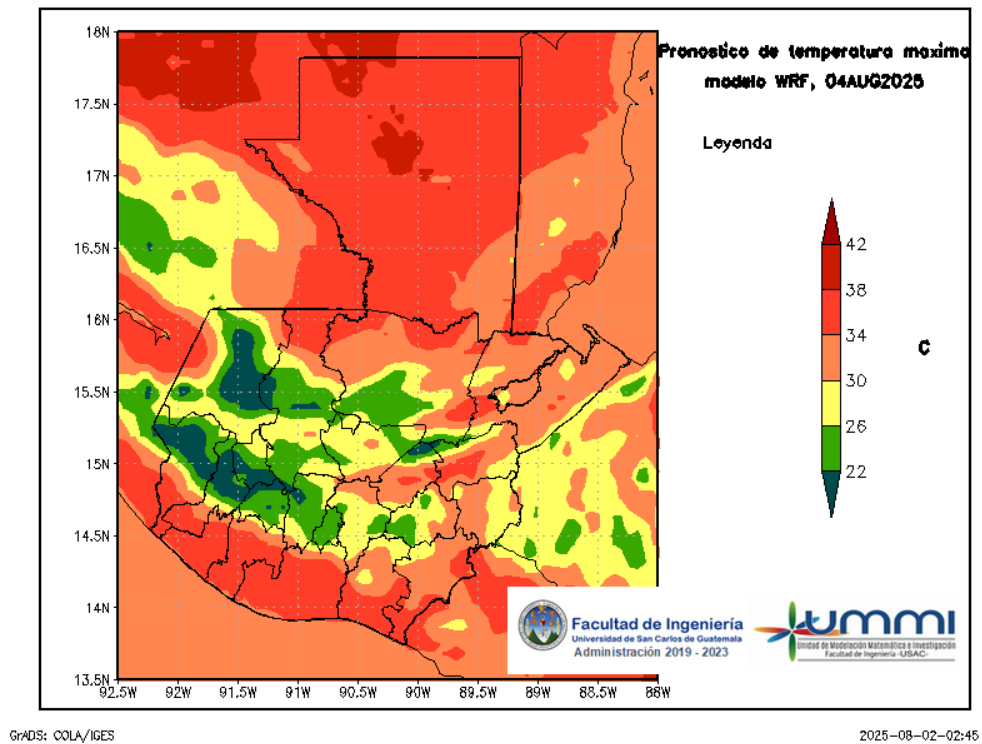 Pronostico de temperatura maxima
modelo WRF, 04AUG2025
Leyenda
18N
17.5N
17N
16.5N
16N
15.5N
15N
14.5N
14N
13.5N
92.5W 92W 91.5W 91W 90.5W 90W 89.5W 89W 88.5W 88W
42
38
34
30
26
22
C
Facultad de Ingeniería
Universidad de San Carlos de Guatemala
Administración 2019 - 2023
ummi
Unidad de Modelación Matemática e Investigación
Facultad de Ingeniería -USAC-
GrADS: COLA/IGES
2025-08-02-02:45